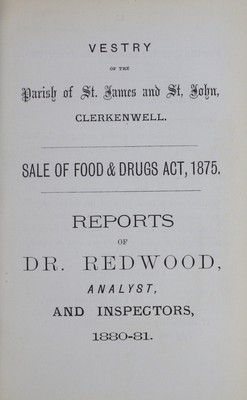 VESTRY
OF THE
Parish of St. James and St. John,
CLERKENWELL.
SALE OF FOOD & DRUGS ACT, 1875.
REPORTS
OF
DR. REDWOOD,
ANALYST,
AND INSPECTORS,
1880-81.